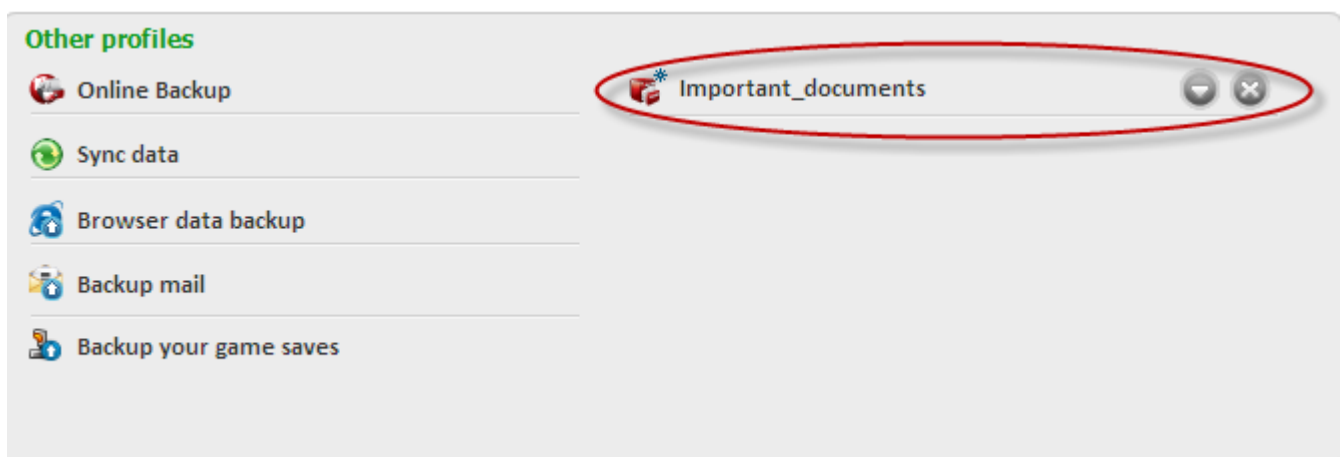 Other profiles
Online Backup
Important_documents
Sync data
Browser data backup
Backup mail
Backup your game saves